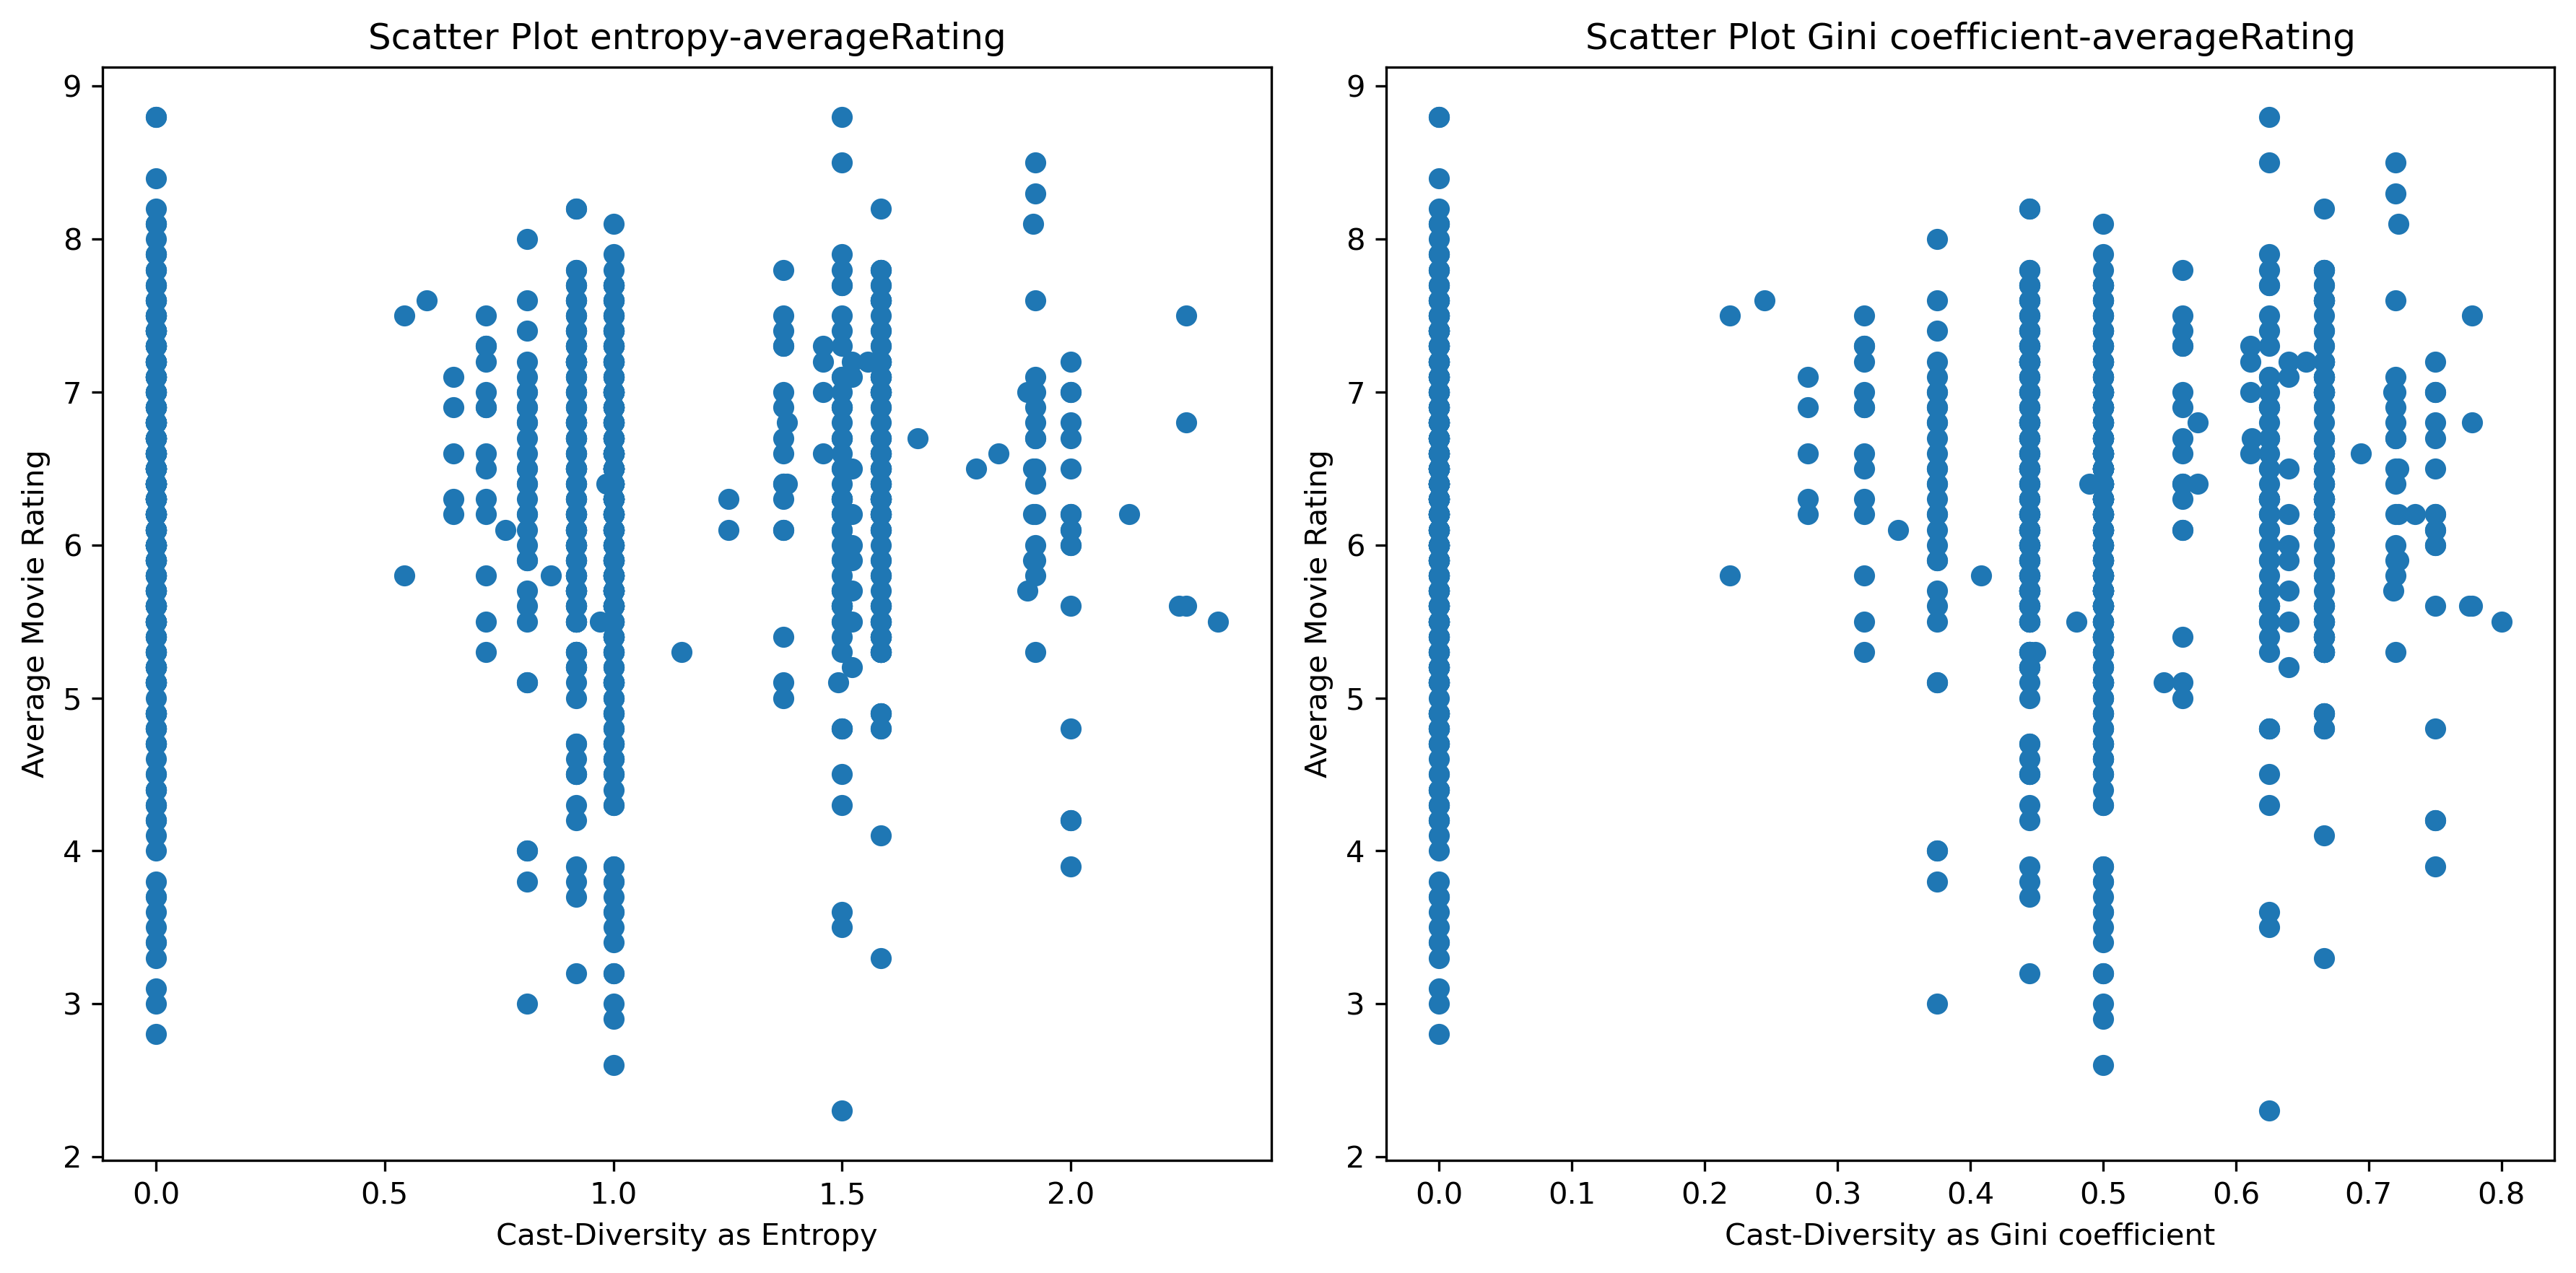 Scatter Plot entropy-averageRating
9
8
7
6
5
4
3
2
Average Movie Rating
0.0 0.5 1.0 1.5 2.0
Cast-Diversity as Entropy
Scatter Plot Gini coefficient-averageRating
9
8
7
6
5
4
3
2
Average Movie Rating
0.0 0.1 0.2 0.3 0.4 0.5 0.6 0.7 0.8
Cast-Diversity as Gini coefficient